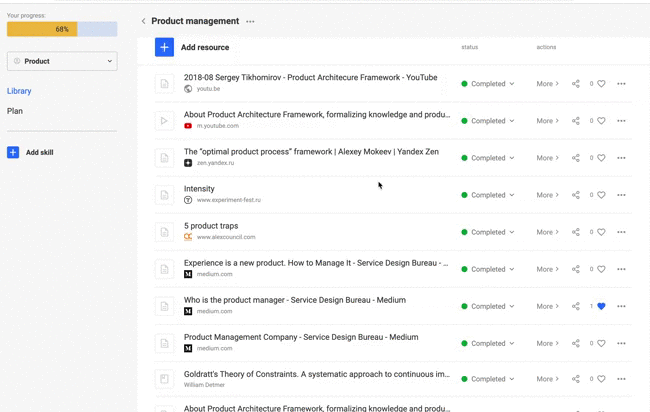 Your progress:
68%
Product
Library
Plan
Add skill
Product management
Add resource
status
actions
2018-08 Sergey Tikhomirov - Product Architecure Framework - YouTube
youtu.be
Completed
More
0
About Product Architecture Framework, formalizing knowledge and produ...
m.youtube.com
Completed
More
0
The "optimal product process" framework | Alexey Mokeev | Yandex Zen
zen.yandex.ru
Completed
More
0
Intensity
www.experiment-fest.ru
Completed
More
0
5 product traps
www.alexcouncil.com
Completed
More
0
Experience is a new product. How to Manage It - Service Design Bureau - ...
medium.com
Completed
More
0
Who is the product manager - Service Design Bureau - Medium
medium.com
Completed
More
1
Product Management Company - Service Design Bureau - Medium
medium.com
Completed
More
0
Goldratt's Theory of Constraints. A systematic approach to continuous im...
William Detmer
Completed
More
0
About Product Architecture Framework, formalizing knowledge and produ...